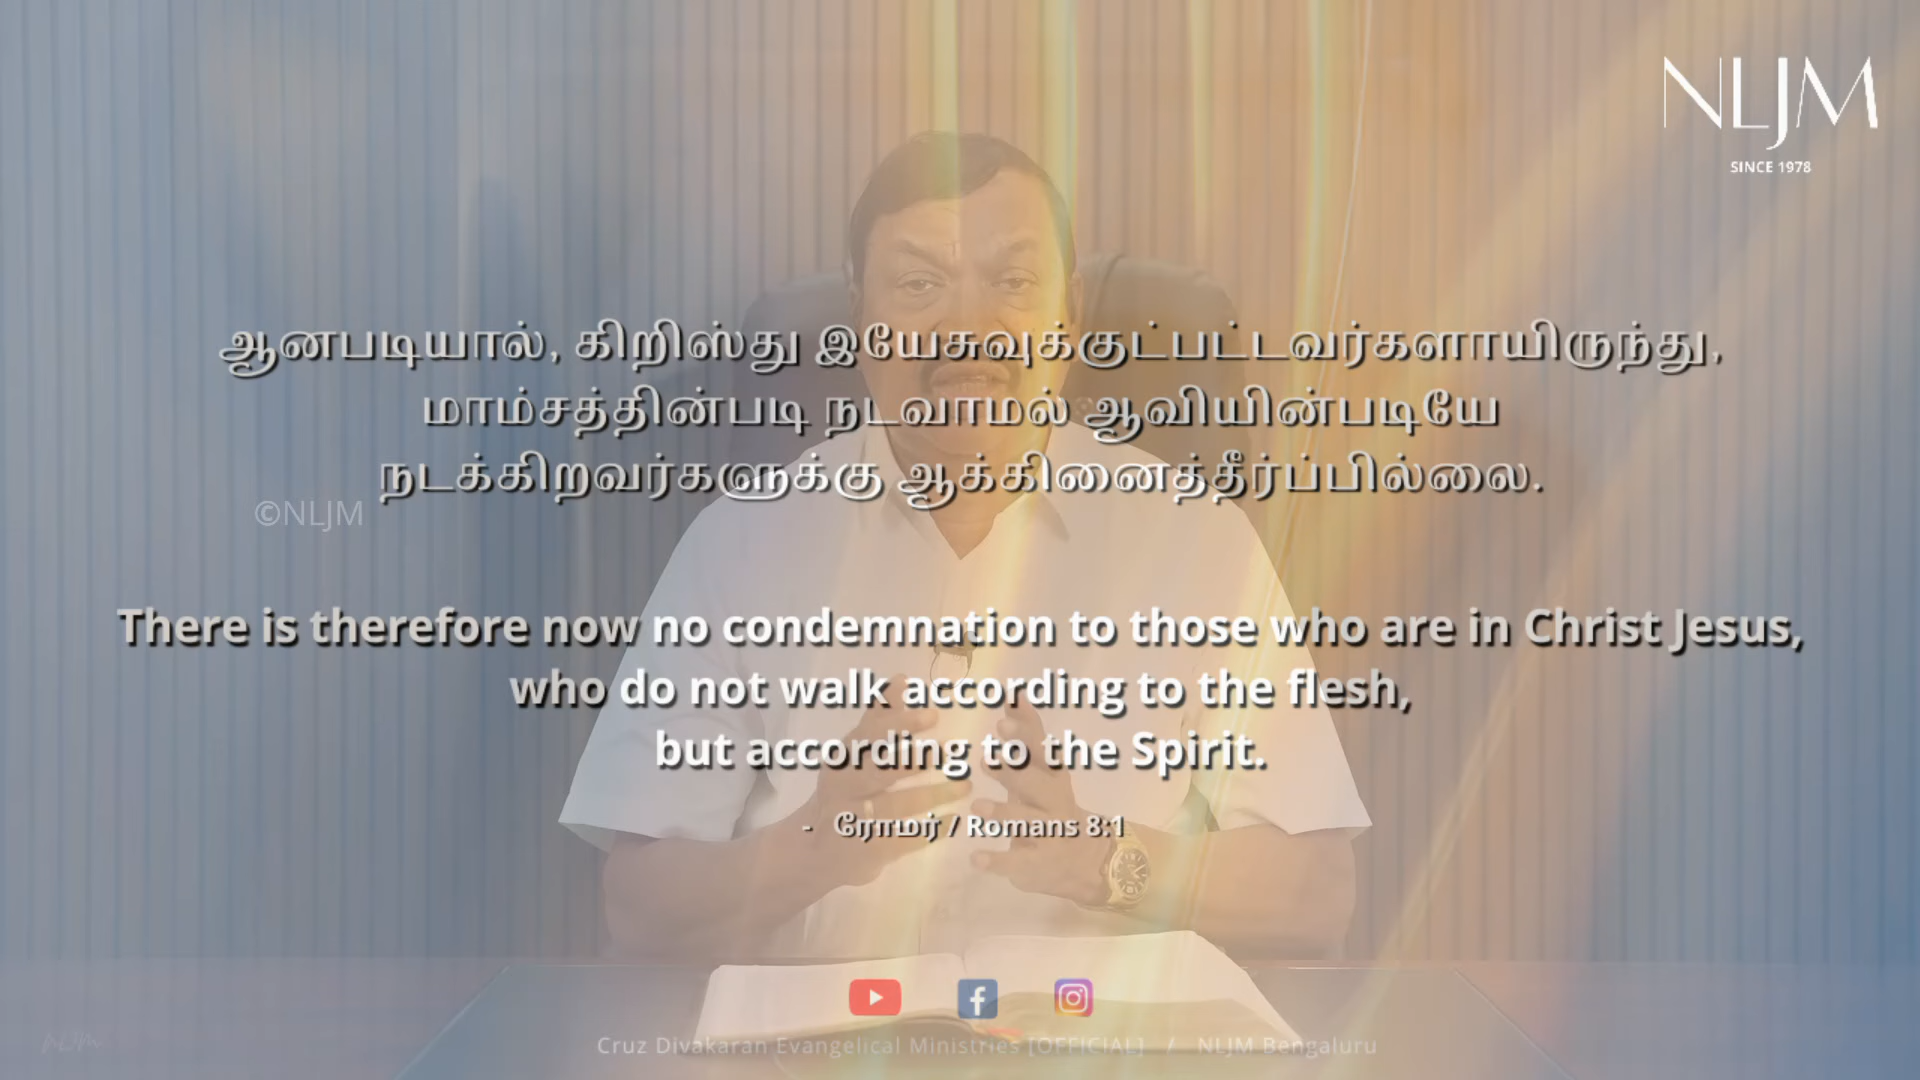 NLJM
SINCE 1978
ஆனபடியால், கிறிஸ்து இயேசுவுக்குட்பட்டவர்களாயிருந்து,
மாம்சத்தின்படி நடவாமல் ஆவியின்படியே
நடக்கிறவர்களுக்கு ஆக்கினைத்தீர்ப்பில்லை.
©NLJM
There is therefore now no condemnation to those who are in Christ Jesus,
who do not walk according to the flesh,
but according to the Spirit.
- ரோமர் / Romans 8:1
Cruz Divakaran Evangelical Ministries [OFFICIAL] / NLJM Bengaluru
NLJM